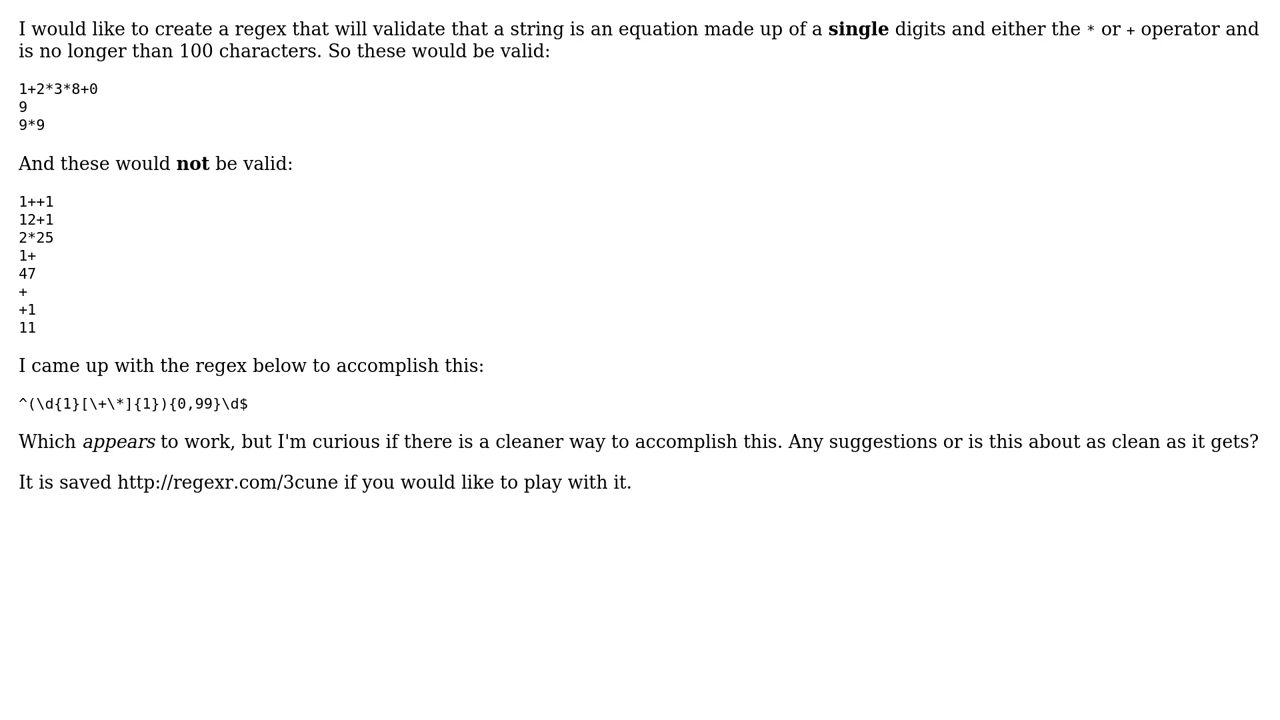 I would like to create a regex that will validate that a string is an equation made up of a single digits and either the * or + operator and
is no longer than 100 characters. So these would be valid:
1+2*3*8+0
9
9*9
And these would not be valid:
1++1
12+1
2*25
1+
47
+
+1
11
I came up with the regex below to accomplish this:
^(\d{1}[\+\*]{1}){0,99}\d$
Which appears to work, but I'm curious if there is a cleaner way to accomplish this. Any suggestions or is this about as clean as it gets?
It is saved http://regexr.com/3cune if you would like to play with it.